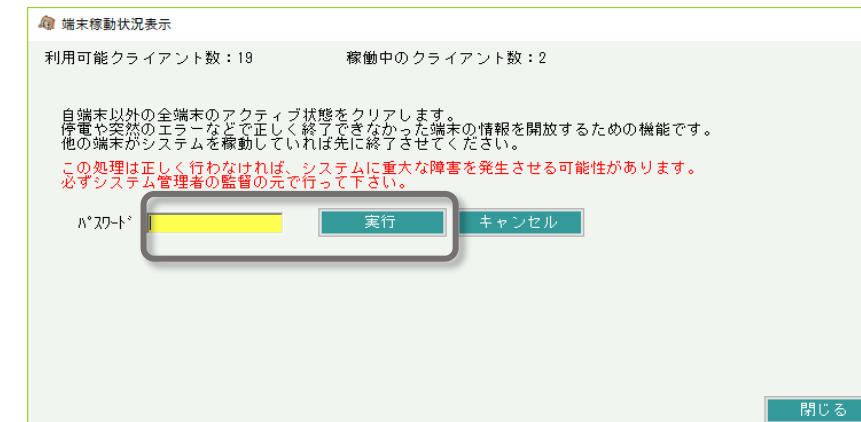 端末稼動状況表示
利用可能クライアント数：19 稼働中のクライアント数：2
自端末以外の全端末のアクティブ状態をクリアします。
停電や突然のエラーなどで正しく終了できなかった端末の情報を開放するための機能です。
他の端末がシステムを稼動していれば先に終了させてください。
この処理は正しく行わなければ、システムに重大な障害を発生させる可能性があります。
必ずシステム管理者の監督の元で行って下さい。
ﾊﾟｽﾜｰﾄﾞ 実行 キャンセル
閉じる